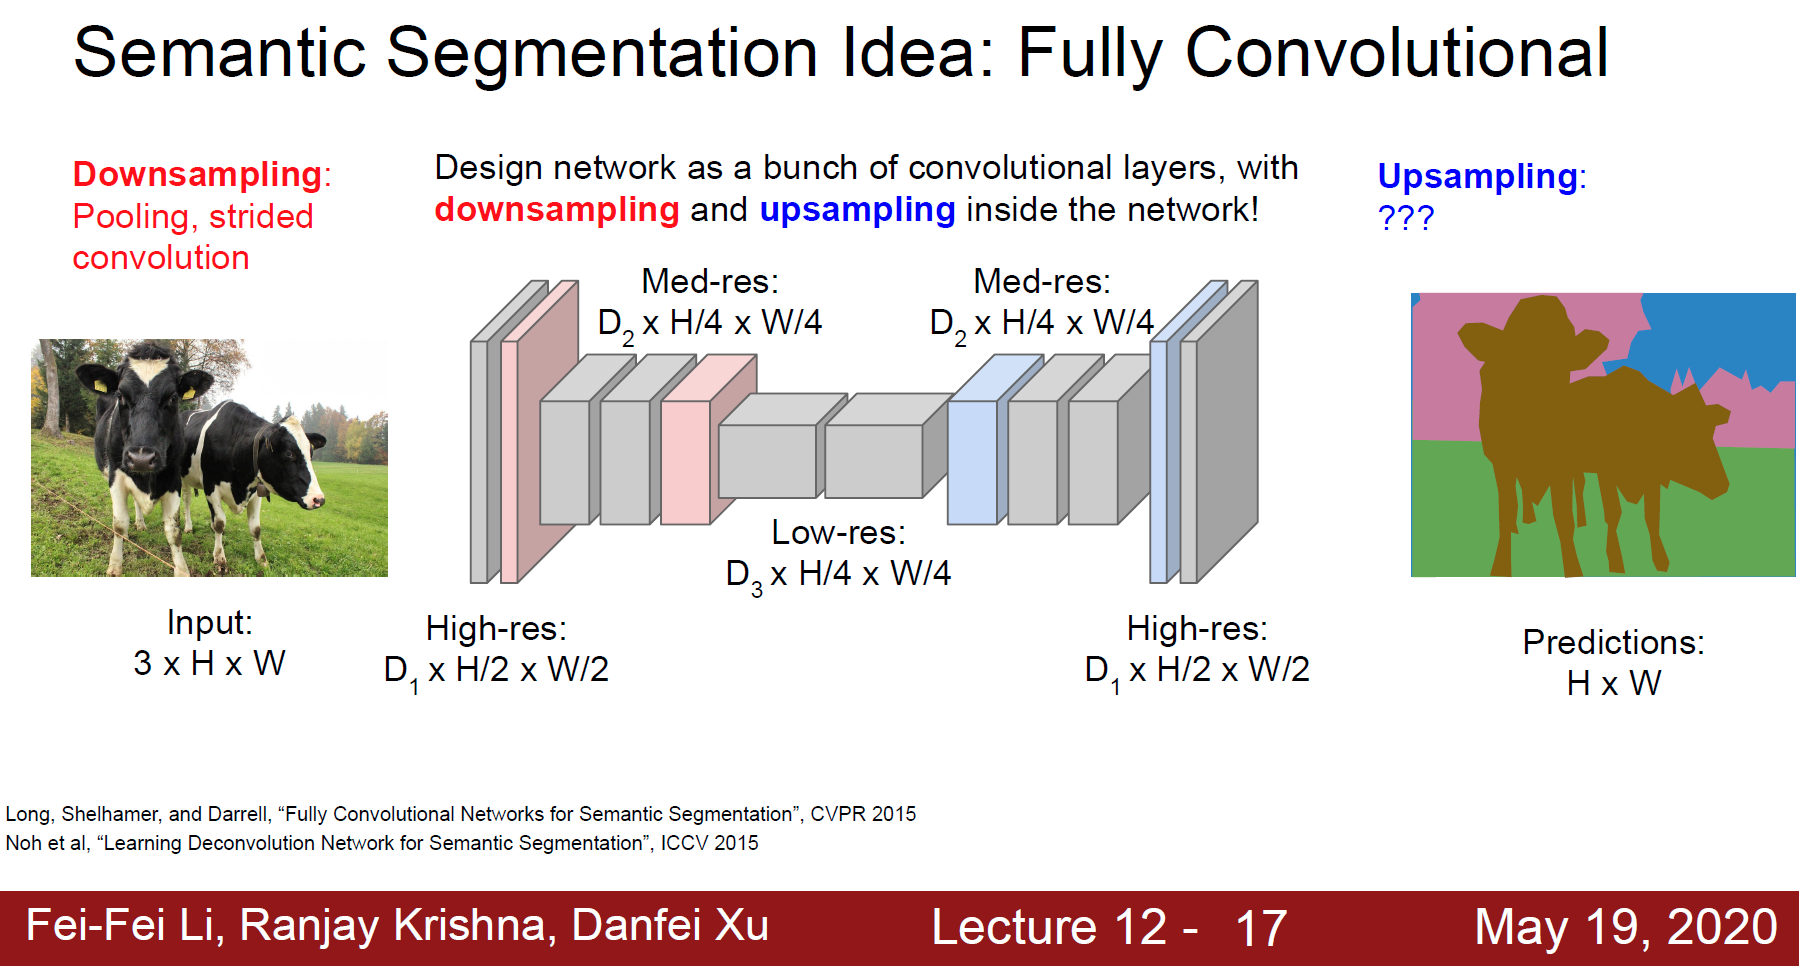 Semantic Segmentation Idea: Fully Convolutional
Downsampling:
Pooling, strided
convolution
Design network as a bunch of convolutional layers, with
downsampling and upsampling inside the network!
Upsampling:
???
Med-res:
D2 x H/4 x W/4
Med-res:
D2 x H/4 x W/4
Low-res:
D3 x H/4 x W/4
Input:
3 x H x W
High-res:
D1 x H/2 x W/2
High-res:
D1 x H/2 x W/2
Predictions:
H x W
Long, Shelhamer, and Darrell, “Fully Convolutional Networks for Semantic Segmentation”, CVPR 2015
Noh et al, “Learning Deconvolution Network for Semantic Segmentation”, ICCV 2015
Fei-Fei Li, Ranjay Krishna, Danfei Xu
Lecture 12 - 17
May 19, 2020